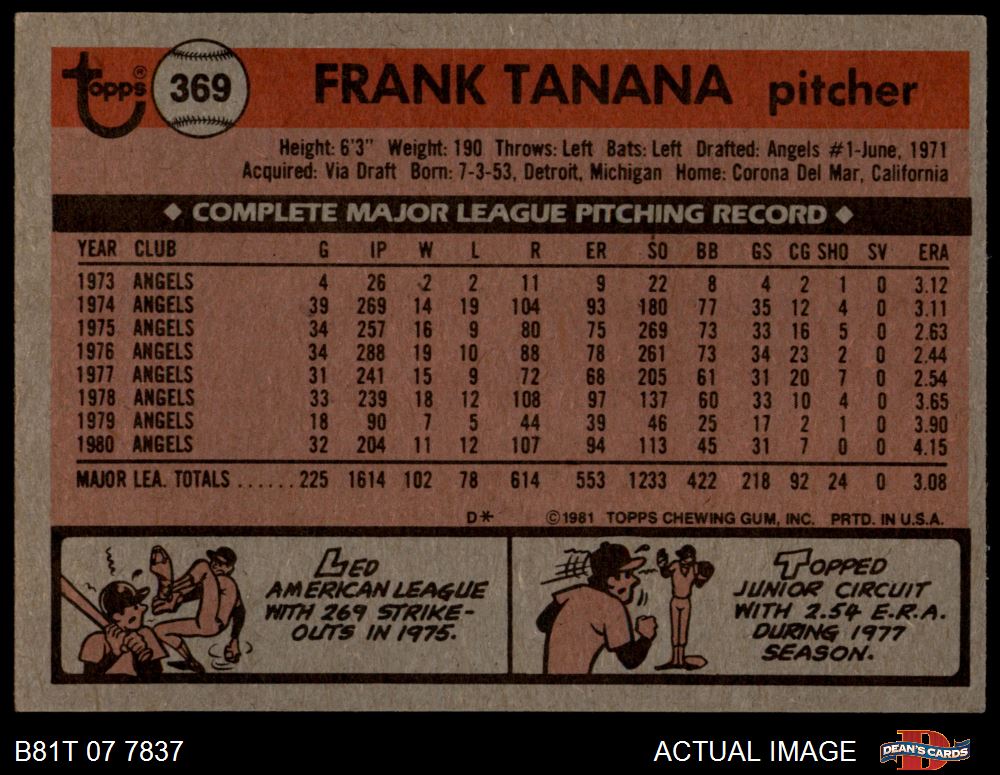 topps® 369 FRANK TANANA pitcher
Height: 6'3" Weight: 190 Throws: Left Bats: Left Drafted: Angels #1-June, 1971
Acquired: Via Draft Born: 7-3-53, Detroit, Michigan Home: Corona Del Mar, California
◆ COMPLETE MAJOR LEAGUE PITCHING RECORD ◆
YEAR CLUB G IP W L R ER SO BB GS CG SHO SV ERA
1973 ANGELS 4 26 2 2 11 9 22 8 4 2 1 0 3.12
1974 ANGELS 39 269 14 19 104 93 180 77 35 12 4 0 3.11
1975 ANGELS 34 257 16 9 80 75 269 73 33 16 5 0 2.63
1976 ANGELS 34 288 19 10 88 78 261 73 34 23 2 0 2.44
1977 ANGELS 31 241 15 9 72 68 205 61 31 20 7 0 2.54
1978 ANGELS 33 239 18 12 108 97 137 60 33 10 4 0 3.65
1979 ANGELS 18 90 7 5 44 39 46 25 17 2 1 0 3.90
1980 ANGELS 32 204 11 12 107 94 113 45 31 7 0 0 4.15
MAJOR LEA. TOTALS ...... 225 1614 102 78 614 553 1233 422 218 92 24 0 3.08
D* ©1981 TOPPS CHEWING GUM, INC. PRTD. IN U.S.A.
LED
AMERICAN LEAGUE
WITH 269 STRIKE-
OUTS IN 1975.
TOPPED
JUNIOR CIRCUIT
WITH 2.54 E.R.A.
DURING 1977
SEASON.
B81T 07 7837 ACTUAL IMAGE DEAN'S CARDS